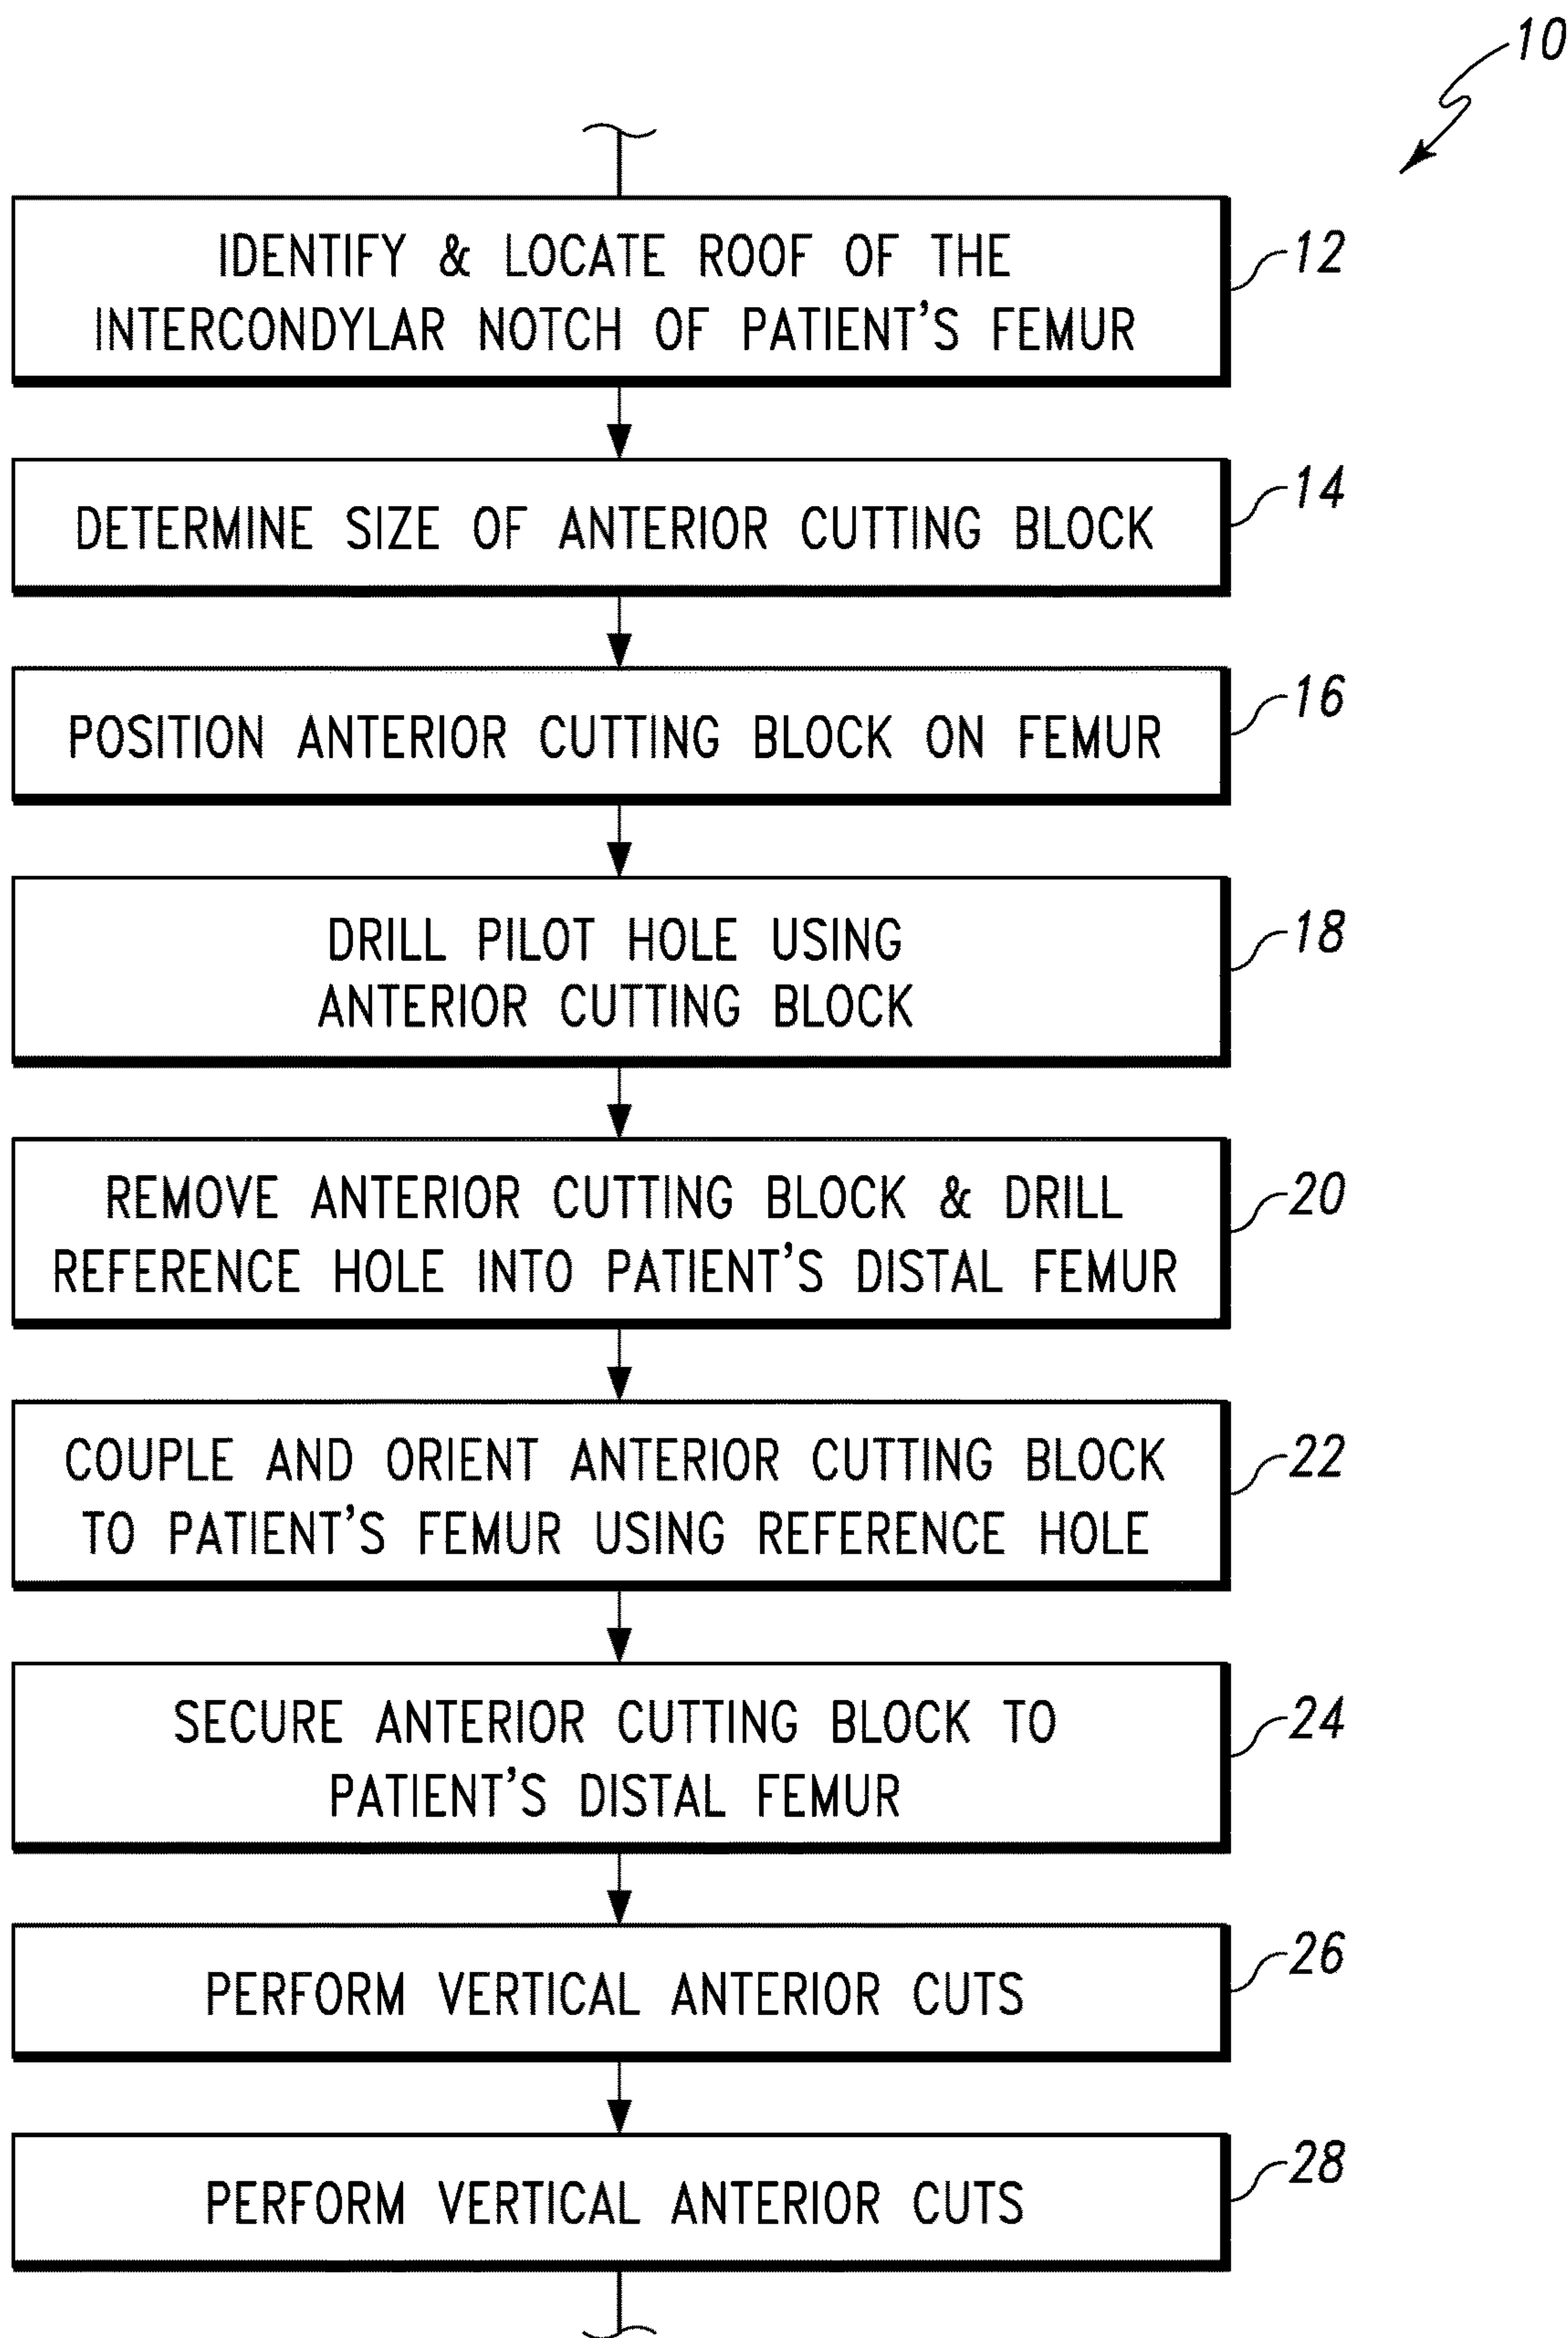 10
IDENTIFY & LOCATE ROOF OF THE
INTERCONDYLAR NOTCH OF PATIENT'S FEMUR
12
DETERMINE SIZE OF ANTERIOR CUTTING BLOCK
14
POSITION ANTERIOR CUTTING BLOCK ON FEMUR
16
DRILL PILOT HOLE USING
ANTERIOR CUTTING BLOCK
18
REMOVE ANTERIOR CUTTING BLOCK & DRILL
REFERENCE HOLE INTO PATIENT'S DISTAL FEMUR
20
COUPLE AND ORIENT ANTERIOR CUTTING BLOCK
TO PATIENT'S FEMUR USING REFERENCE HOLE
22
SECURE ANTERIOR CUTTING BLOCK TO
PATIENT'S DISTAL FEMUR
24
PERFORM VERTICAL ANTERIOR CUTS
26
PERFORM VERTICAL ANTERIOR CUTS
28